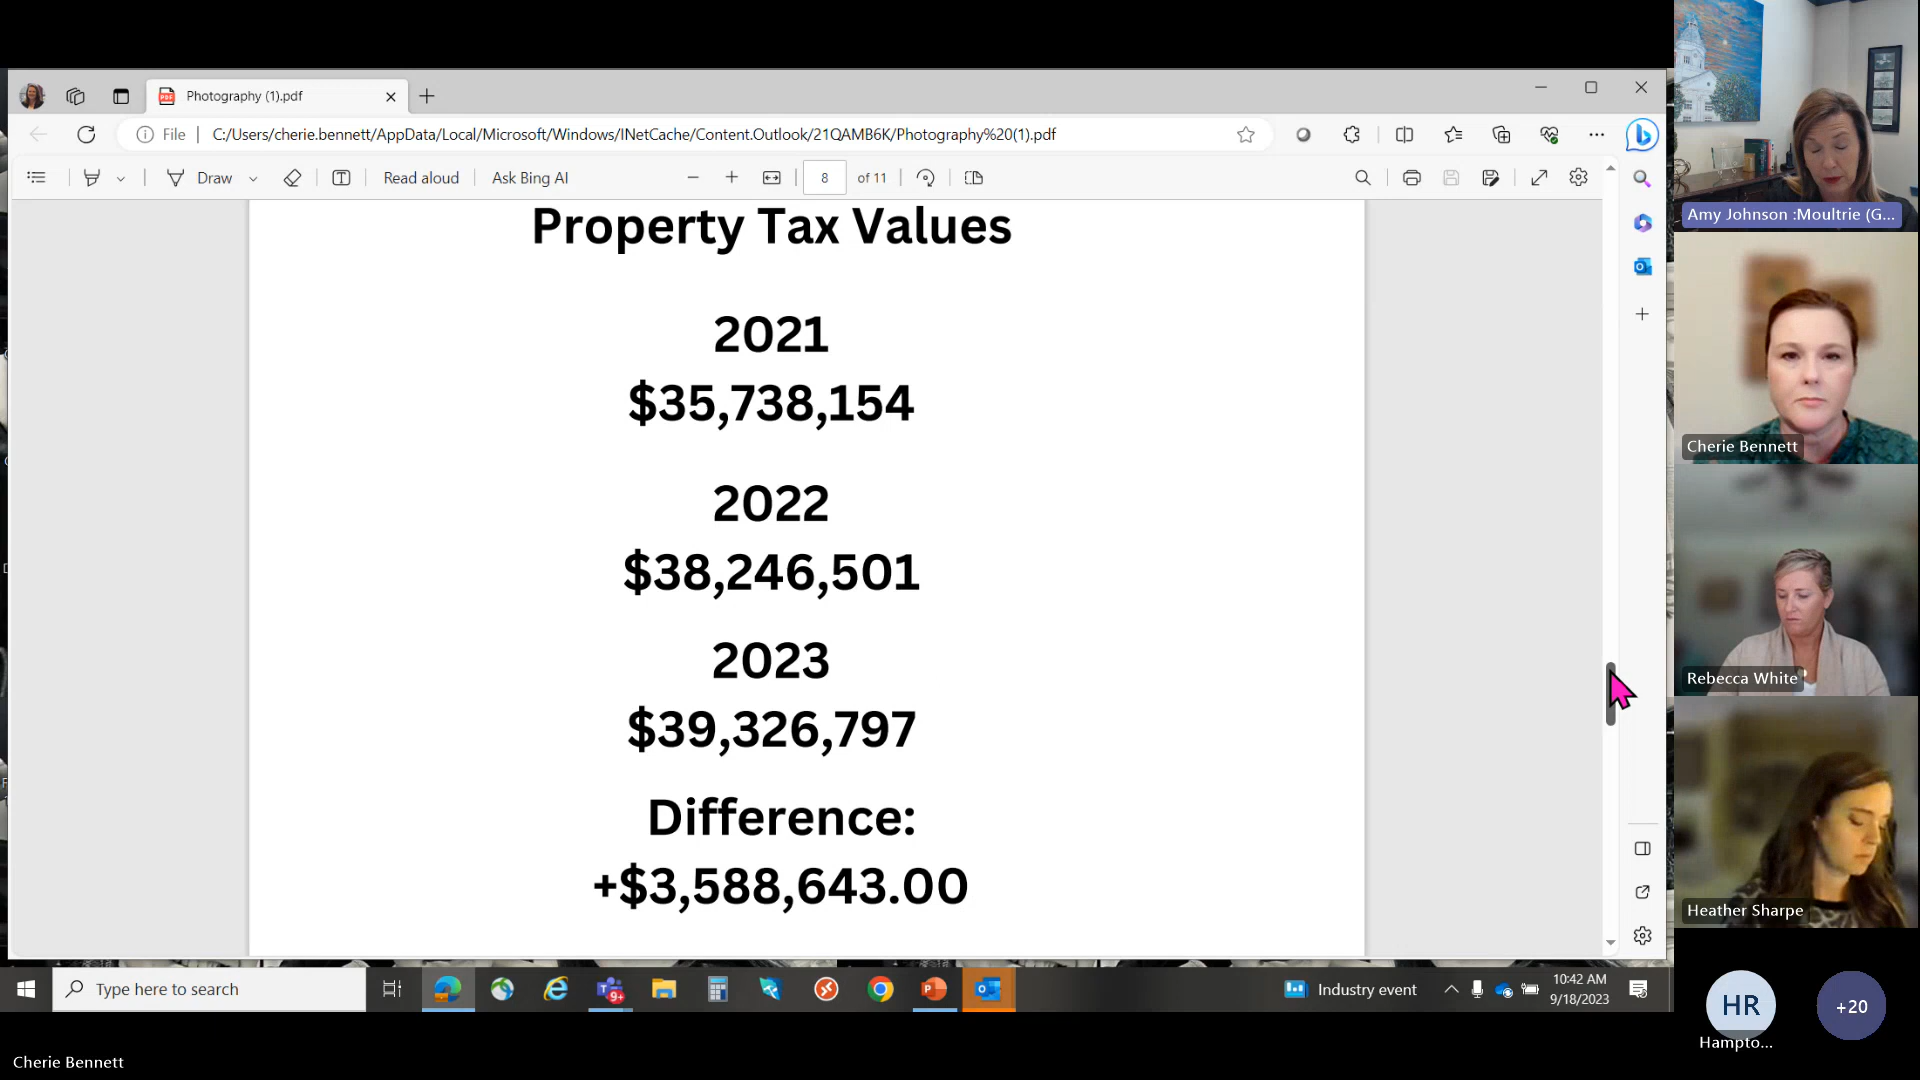 Photography (1).pdf
File
C:/Users/cherie.bennett/AppData/Local/Microsoft/Windows/INetCache/Content.Outlook/21QAMB6K/Photography%20(1).pdf
Draw
Read aloud
Ask Bing AI
8 of 11
Property Tax Values
2021
$35,738,154
2022
$38,246,501
2023
$39,326,797
Difference:
+$3,588,643.00
Type here to search
9+
Industry event
10:42 AM
9/18/2023
Amy Johnson :Moultrie (G...
Cherie Bennett
Rebecca White
Heather Sharpe
HR
Hampto...
+20
Cherie Bennett